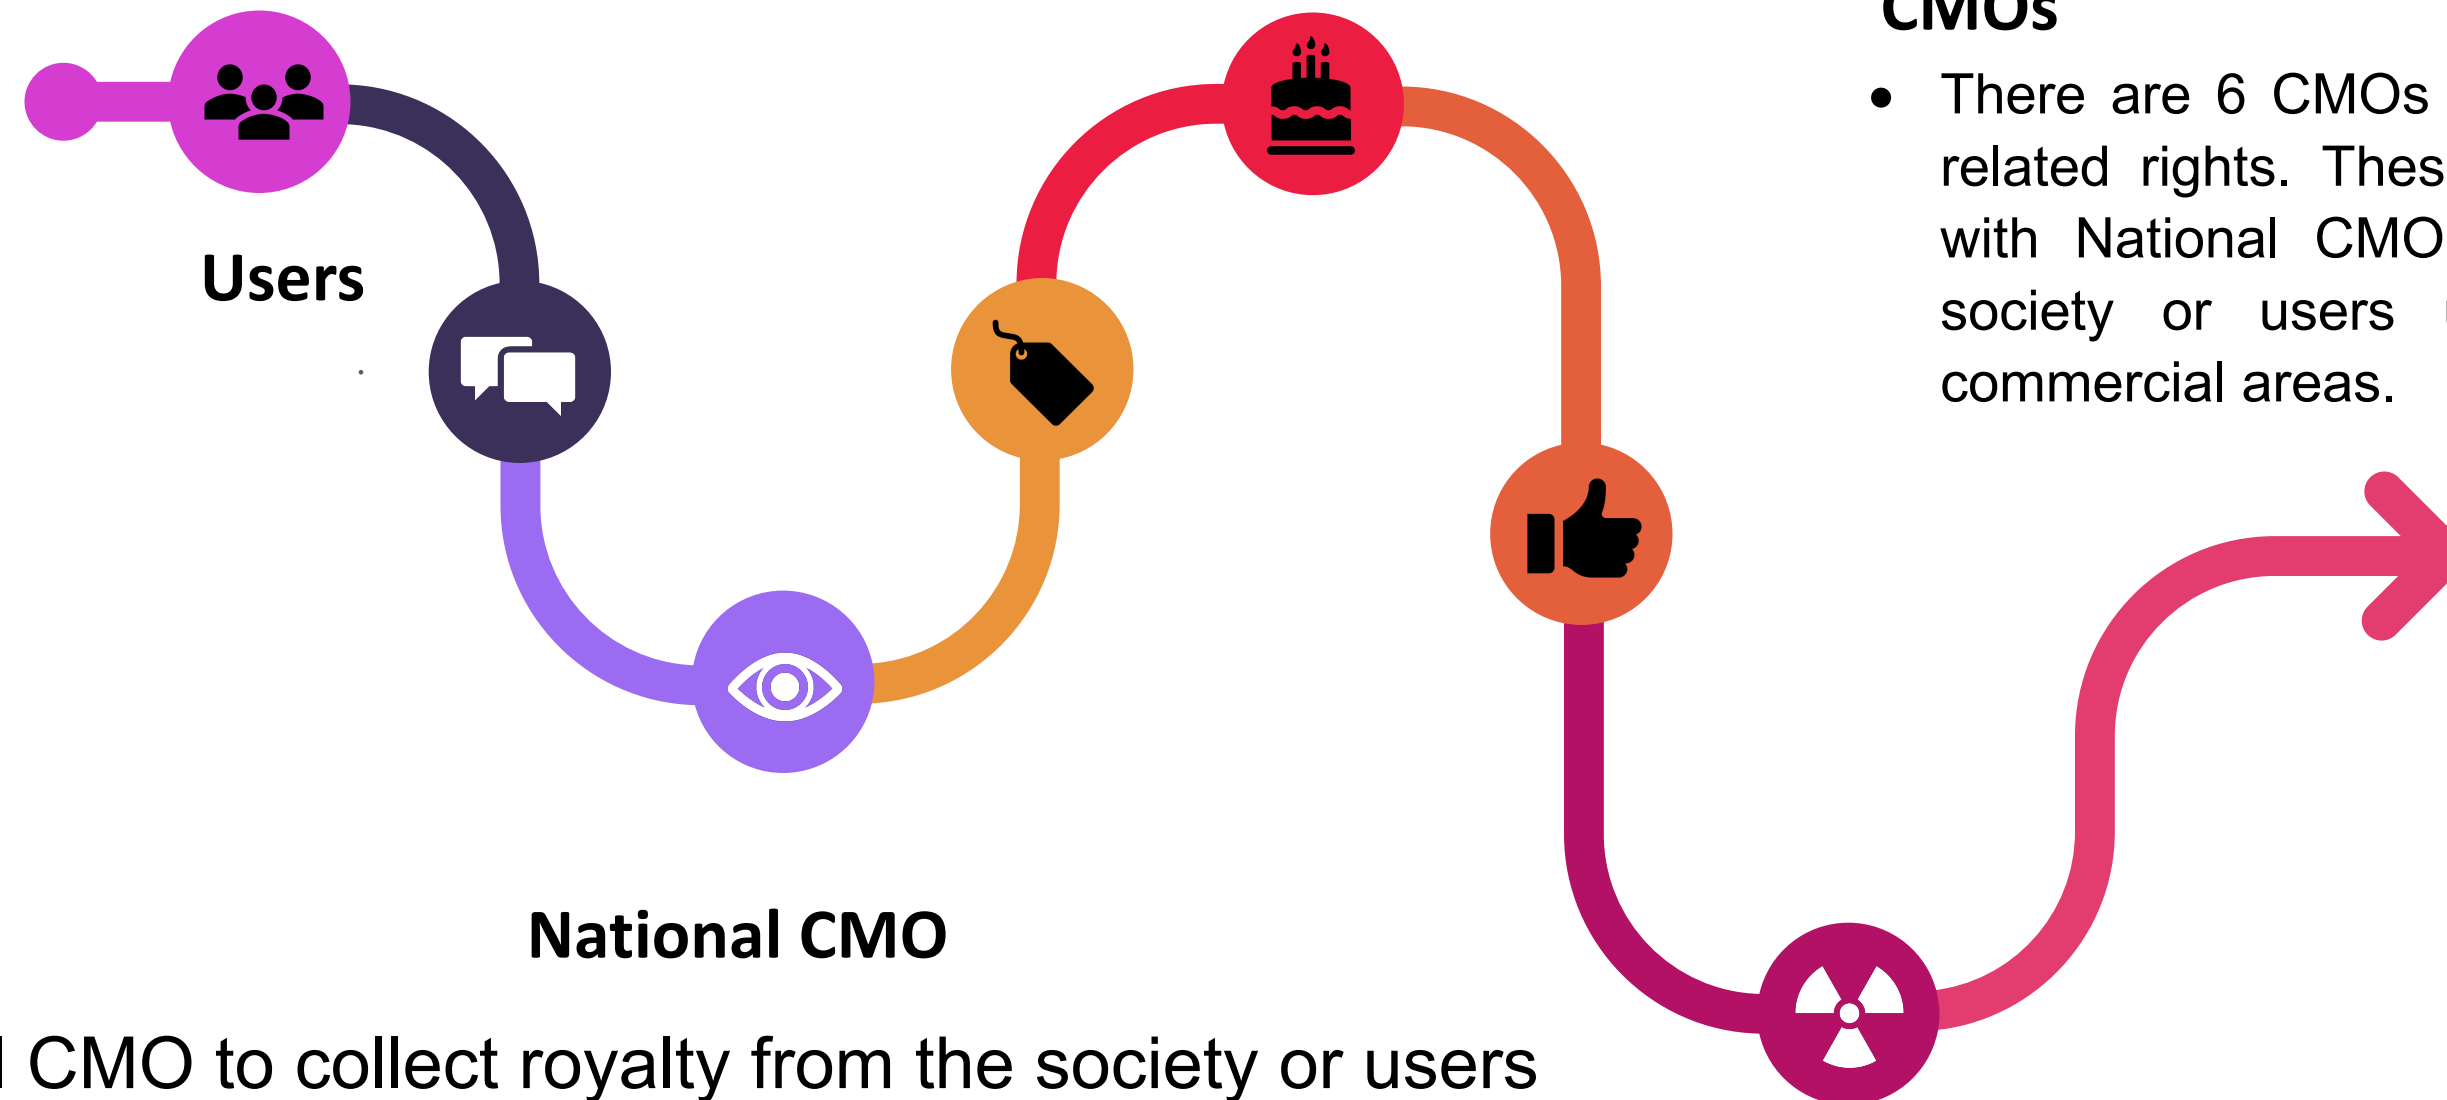 CMOs
• There are 6 CMOs
related rights. Thes
with National CMO
society or users
commercial areas.
Users
National CMO
CMO to collect royalty from the society or users